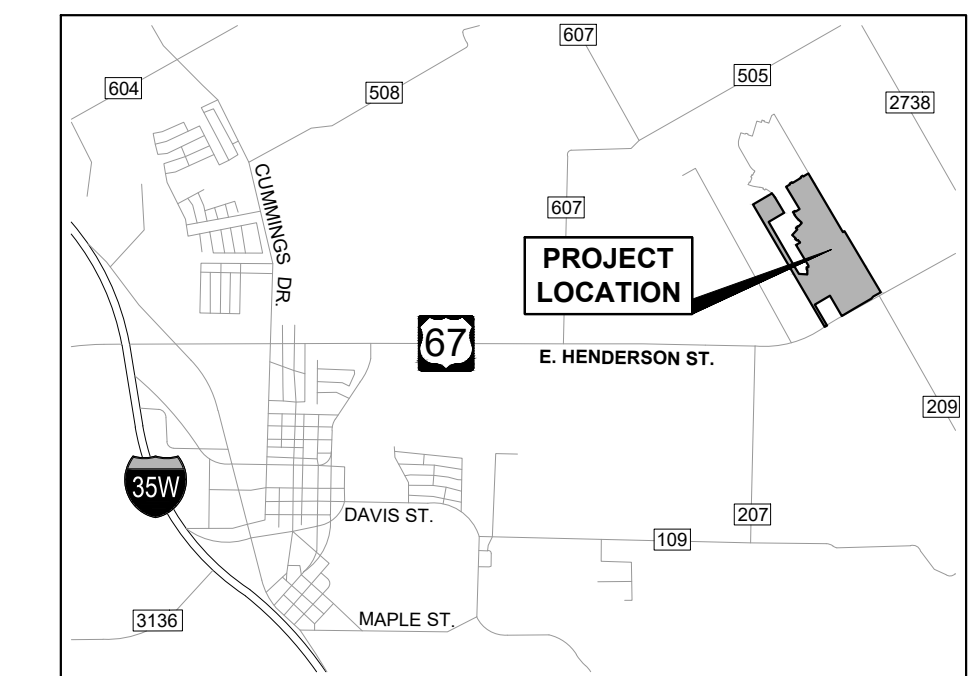 607
604
508
505
2738
CUMMINGS DR.
607
PROJECT
LOCATION
67
E. HENDERSON ST.
209
35W
DAVIS ST.
207
109
3136
MAPLE ST.